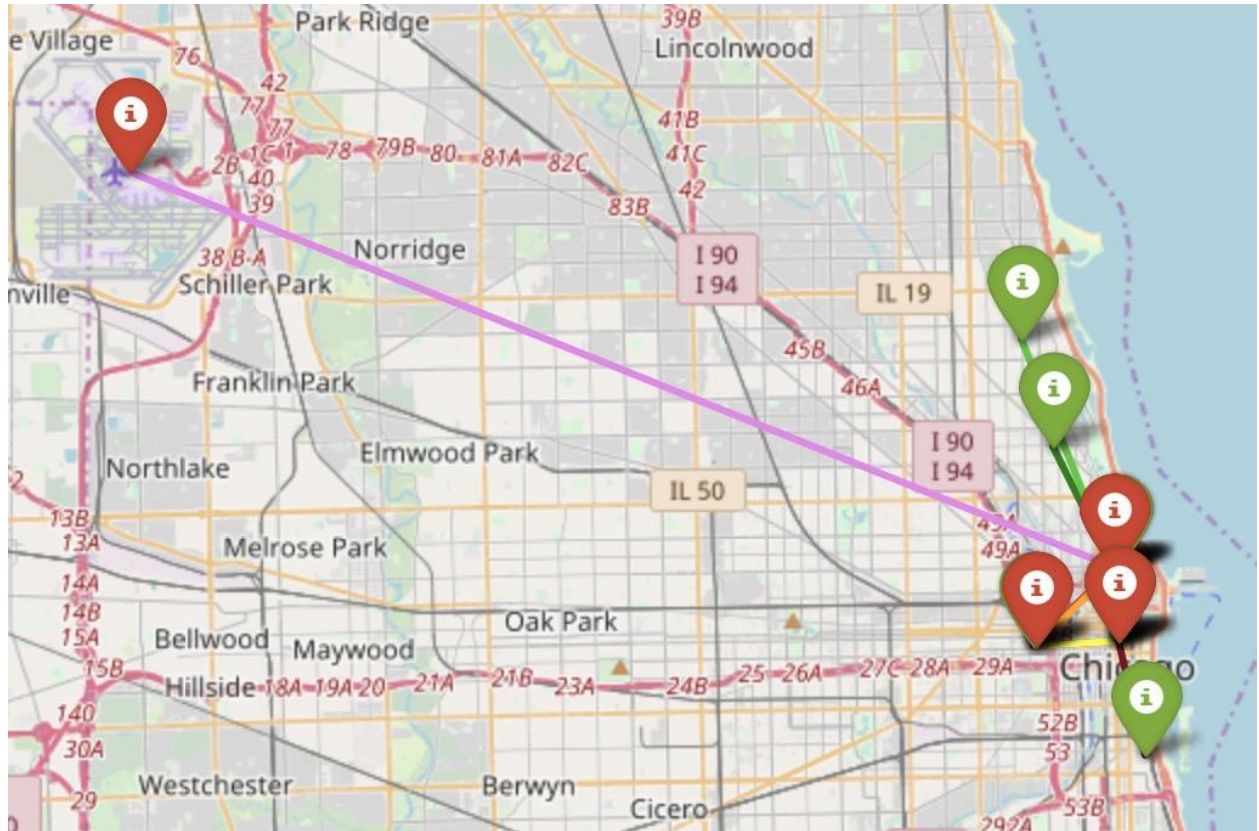 e Village
Park Ridge
39B
Lincolnwood
76
42
77
77
41B
2B
1C
1
78
79B
80
81A
82C
41C
40
42
39
83B
Norridge
I 90
I 94
38 B-A
Schiller Park
nville
IL 19
45B
46A
Franklin Park
I 90
I 94
Elmwood Park
Northlake
2
IL 50
13B
49A
13A
Melrose Park
49A
14A
14B
Oak Park
15A
Bellwood
Maywood
15B
Hillside
18A
19A
20
21A
21B
23A
24B
25
26A
27C
28A
29A
140
52B
30A
53
Westchester
Berwyn
29
Cicero
53B
292A